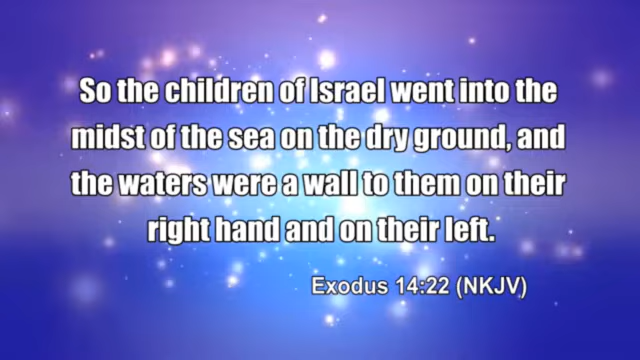 So the children of Israel went into the
midst of the sea on the dry ground, and
the waters were a wall to them on their
right hand and on their left.
Exodus 14:22 (NKJV)